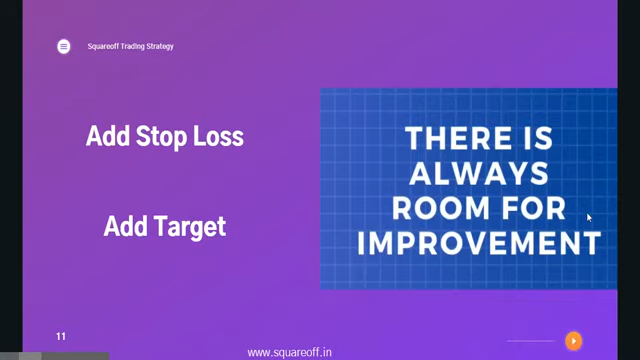 Squareoff Trading Strategy
Add Stop Loss
Add Target
THERE IS
ALWAYS
ROOM FOR
IMPROVEMENT
11
www.squareoff.in